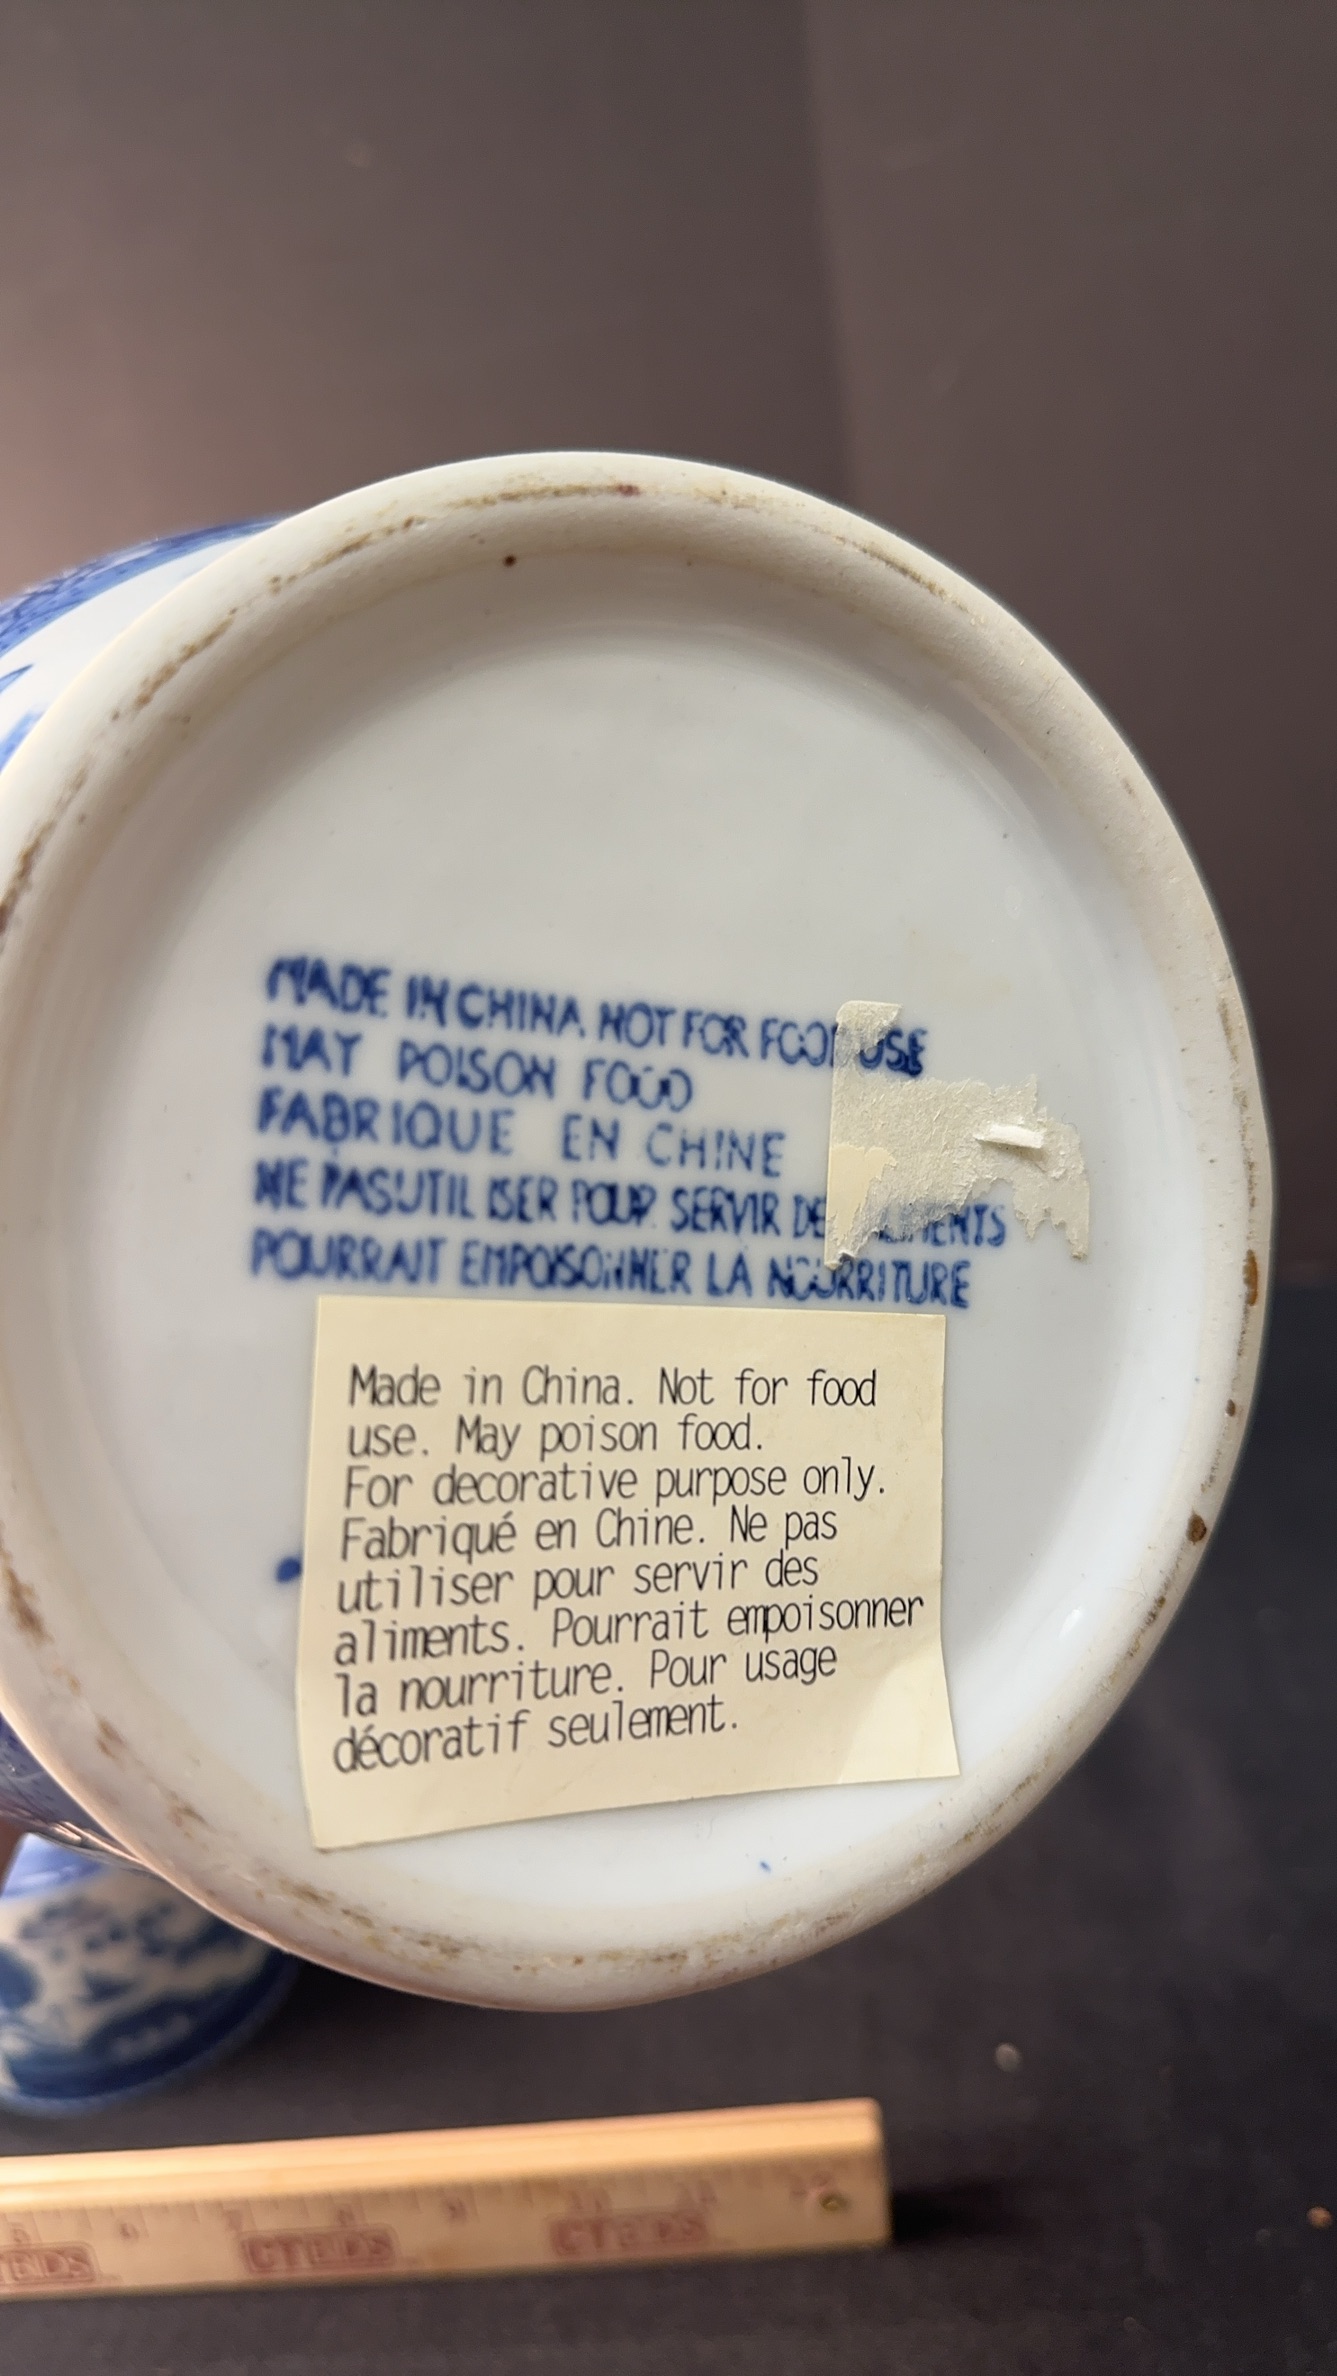 MADE IN CHINA. NOT FOR FOOD USE
MAY POISON FOOD
FABRIQUE EN CHINE
NE PAS UTILISER POUR SERVIR DE ALIMENTS
POURRAIT EMPOISONNER LA NOURRITURE
Made in China. Not for food
use. May poison food.
For decorative purpose only.
Fabriqué en Chine. Ne pas
utiliser pour servir des
aliments. Pourrait empoisonner
la nourriture. Pour usage
décoratif seulement.